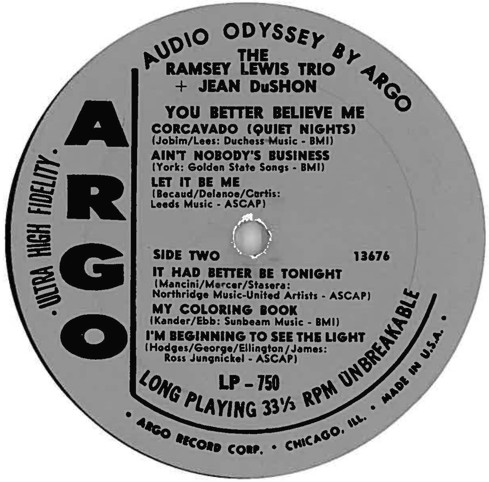 AUDIO ODYSSEY BY ARGO
THE
RAMSEY LEWIS TRIO
+ JEAN DuSHON
YOU BETTER BELIEVE ME
CORCAVADO (QUIET NIGHTS)
(Jobim/Lees: Duchess Music - BMI)
AIN'T NOBODY'S BUSINESS
(York: Golden State Songs - BMI)
LET IT BE ME
(Becaud/Delanoe/Curtis:
Leeds Music - ASCAP)
SIDE TWO 13676
IT HAD BETTER BE TONIGHT
(Mancini/Mercer/Stasera:
Northridge Music-United Artists - ASCAP)
MY COLORING BOOK
(Kander/Ebb: Sunbeam Music - BMI)
I'M BEGINNING TO SEE THE LIGHT
(Hodges/George/Ellington/James:
Ross Jungnickel - ASCAP)
LP - 750
LONG PLAYING 33⅓ RPM UNBREAKABLE
• ARGO RECORD CORP. • CHICAGO, ILL. • MADE IN U.S.A. •
ARGO
• ULTRA HIGH FIDELITY •